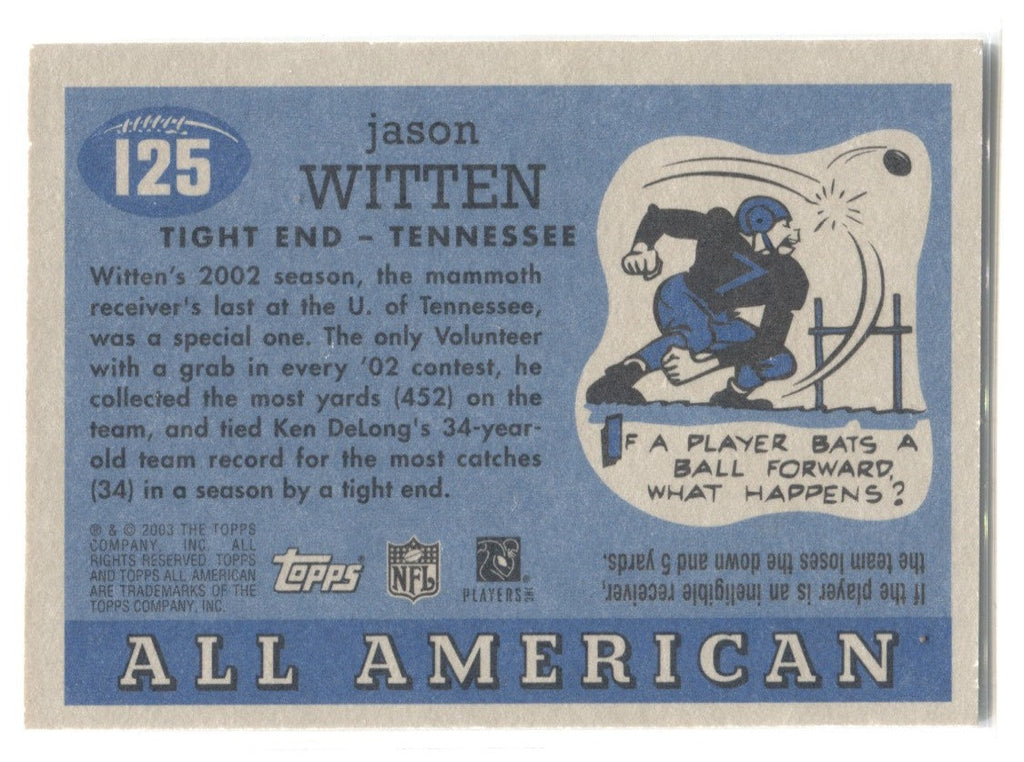 125
jason
WITTEN
TIGHT END – TENNESSEE
Witten's 2002 season, the mammoth
receiver's last at the U. of Tennessee,
was a special one. The only Volunteer
with a grab in every '02 contest, he
collected the most yards (452) on the
team, and tied Ken DeLong's 34-year-
old team record for the most catches
(34) in a season by a tight end.
IF A PLAYER BATS A
BALL FORWARD,
WHAT HAPPENS?
If the player is an ineligible receiver,
the team loses the down and 5 yards.
® & © 2003 THE TOPPS
COMPANY, INC. ALL
RIGHTS RESERVED. TOPPS
AND TOPPS ALL AMERICAN
ARE TRADEMARKS OF THE
TOPPS COMPANY, INC.
Topps
NFL
PLAYERS INC
ALL AMERICAN